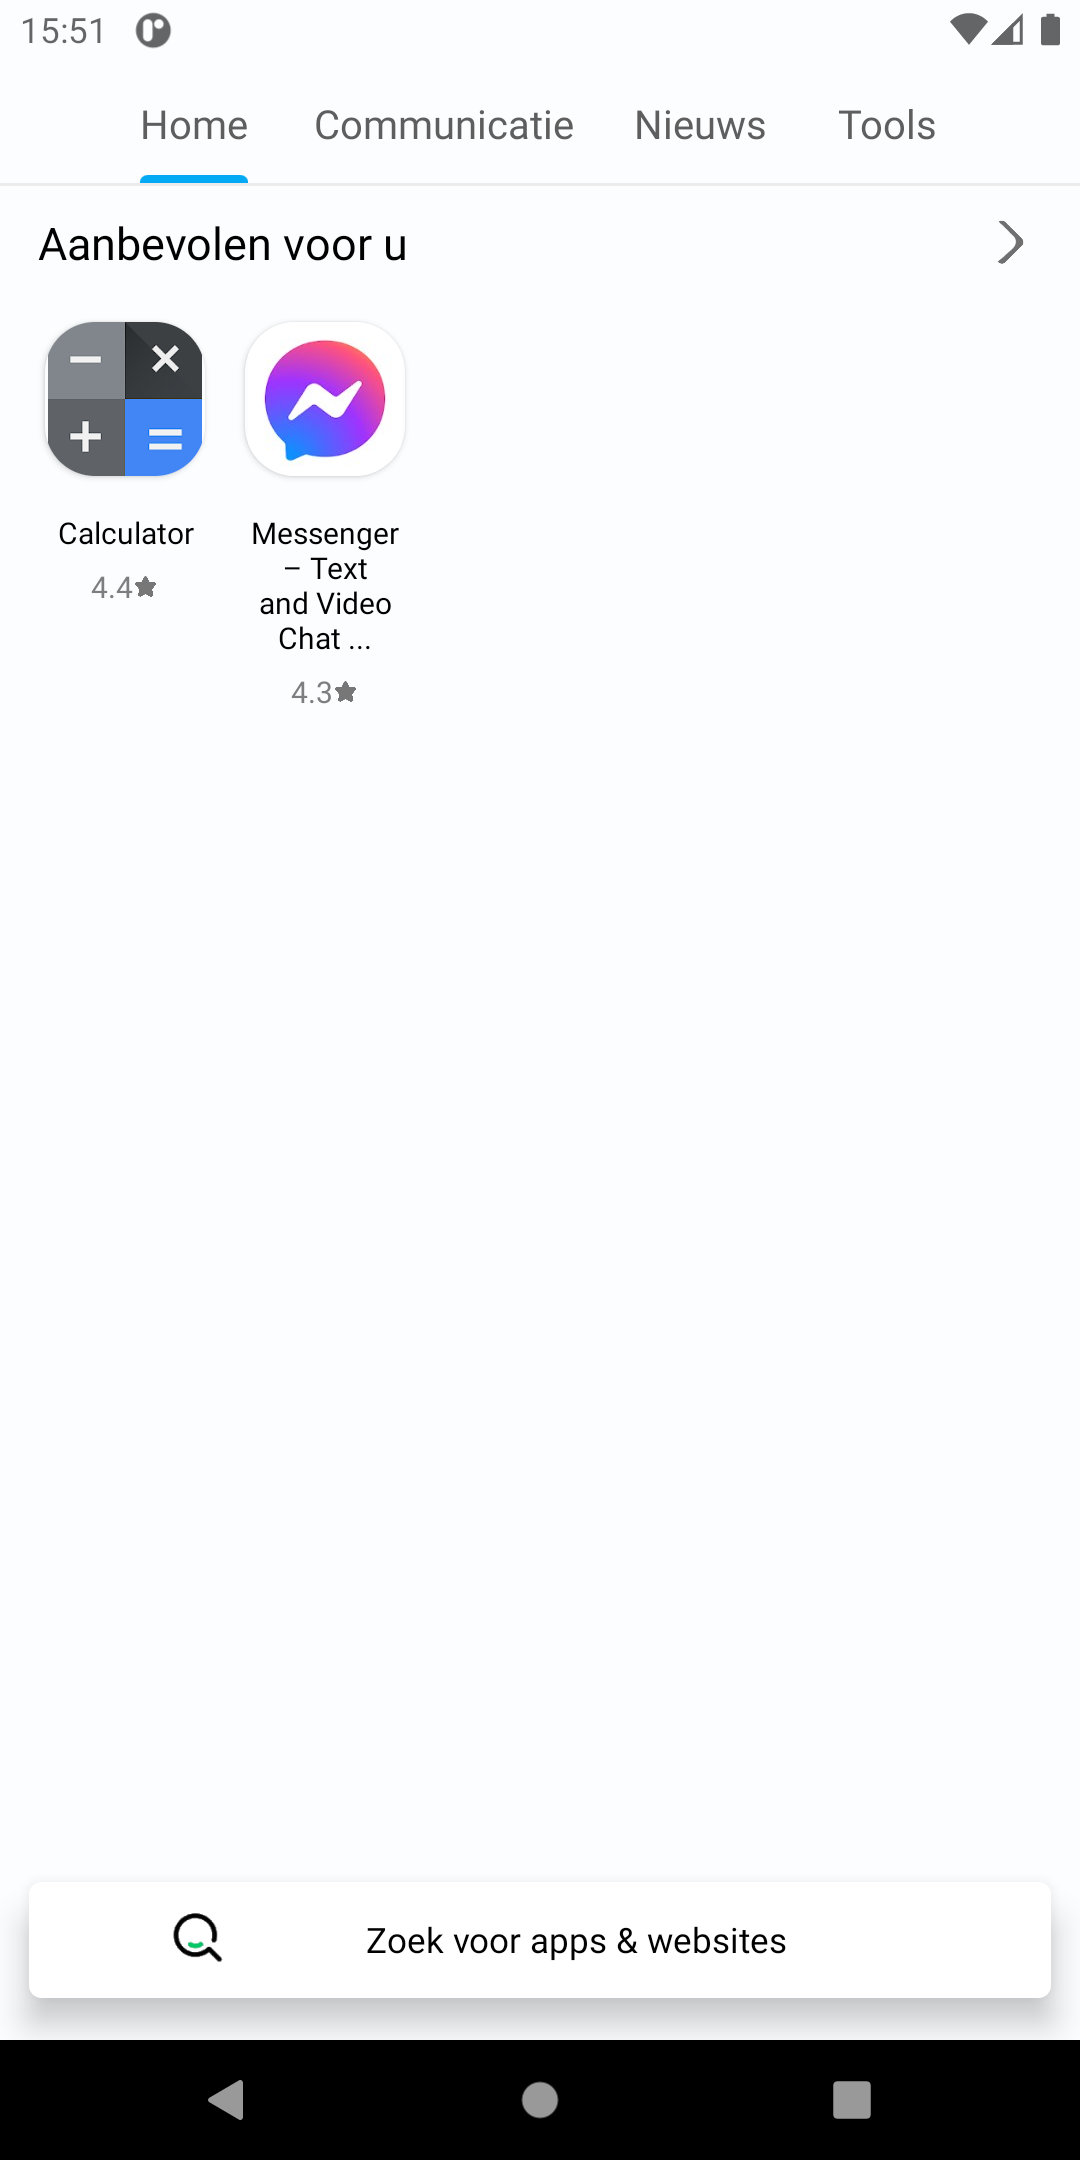 15:51
Home Communicatie Nieuws Tools
Aanbevolen voor u
Calculator
4.4
Messenger
– Text
and Video
Chat ...
4.3
Zoek voor apps & websites